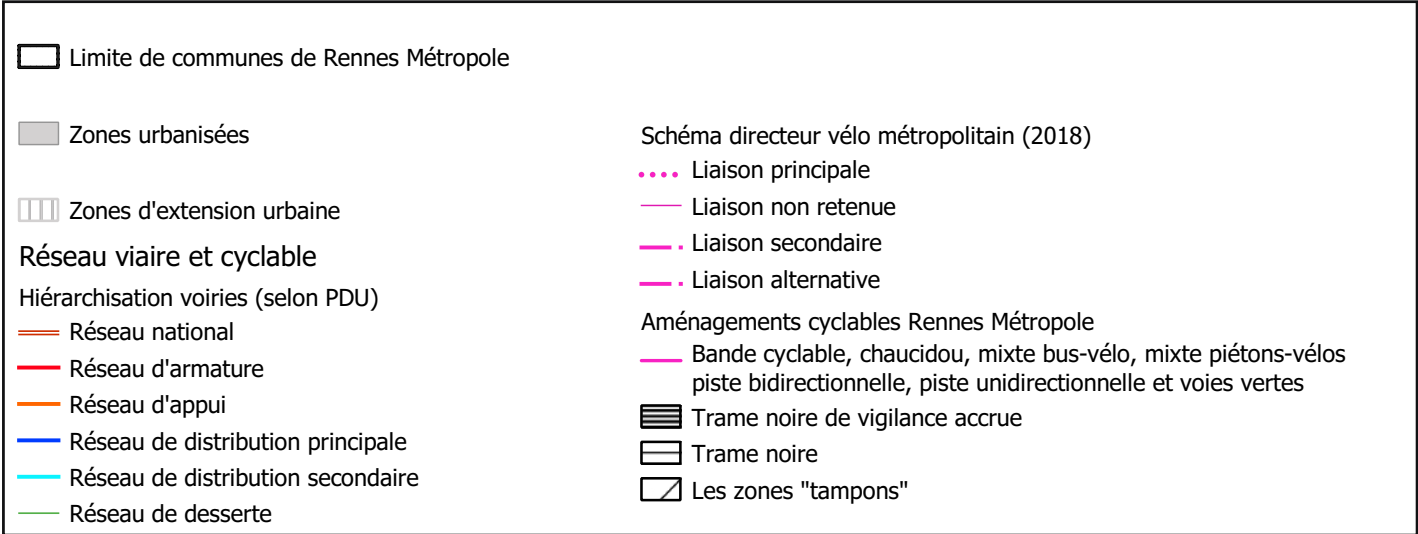 Limite de communes de Rennes Métropole
Zones urbanisées
Zones d'extension urbaine
Réseau viaire et cyclable
Hiérarchisation voiries (selon PDU)
Réseau national
Réseau d'armature
Réseau d'appui
Réseau de distribution principale
Réseau de distribution secondaire
Réseau de desserte
Schéma directeur vélo métropolitain (2018)
Liaison principale
Liaison non retenue
Liaison secondaire
Liaison alternative
Aménagements cyclables Rennes Métropole
Bande cyclable, chaucidou, mixte bus-vélo, mixte piétons-vélos
piste bidirectionnelle, piste unidirectionnelle et voies vertes
Trame noire de vigilance accrue
Trame noire
Les zones "tampons"